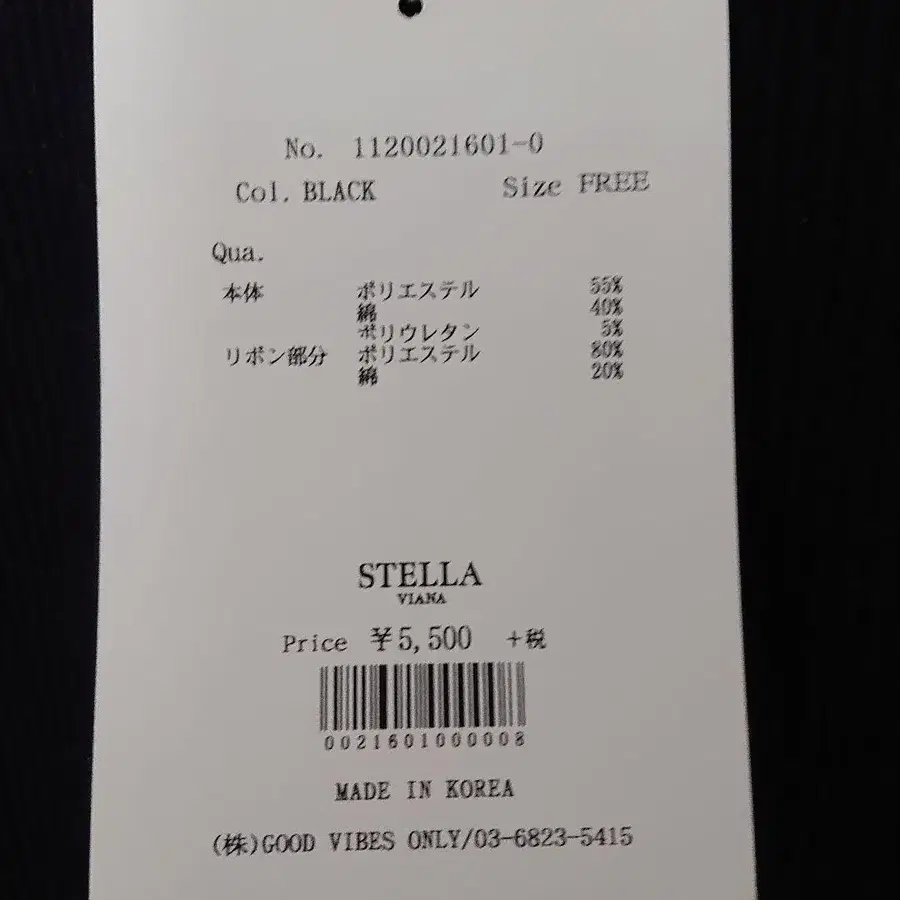 No. 1120021601-0
Col. BLACK Size FREE
Qua.
本体 ポリエステル 55%
綿 40%
ポリウレタン 5%
リボン部分 ポリエステル 80%
綿 20%
STELLA
VIANA
Price ¥5,500 +税
0021601000008
MADE IN KOREA
(株)GOOD VIBES ONLY/03-6823-5415